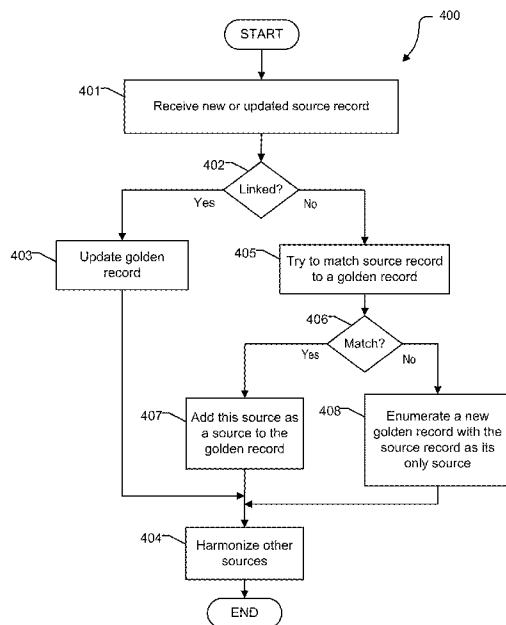 START
400
401
Receive new or updated source record
402
Linked?
Yes
No
403
Update golden
record
405
Try to match source record
to a golden record
406
Match?
Yes
No
407
Add this source as
a source to the
golden record
408
Enumerate a new
golden record with the
source record as its
only source
404
Harmonize other
sources
END